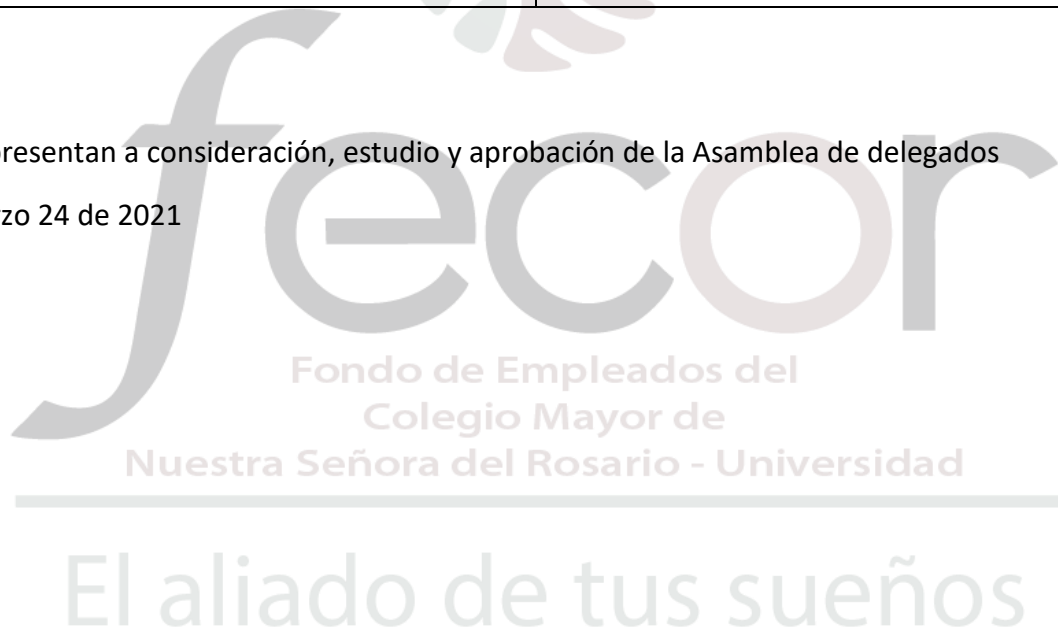 presentan a consideración, estudio y aprobación de la Asamblea de delegados
rzo 24 de 2021
fecor
Fondo de Empleados del
Colegio Mayor de
Nuestra Señora del Rosario - Universidad
El aliado de tus sueños